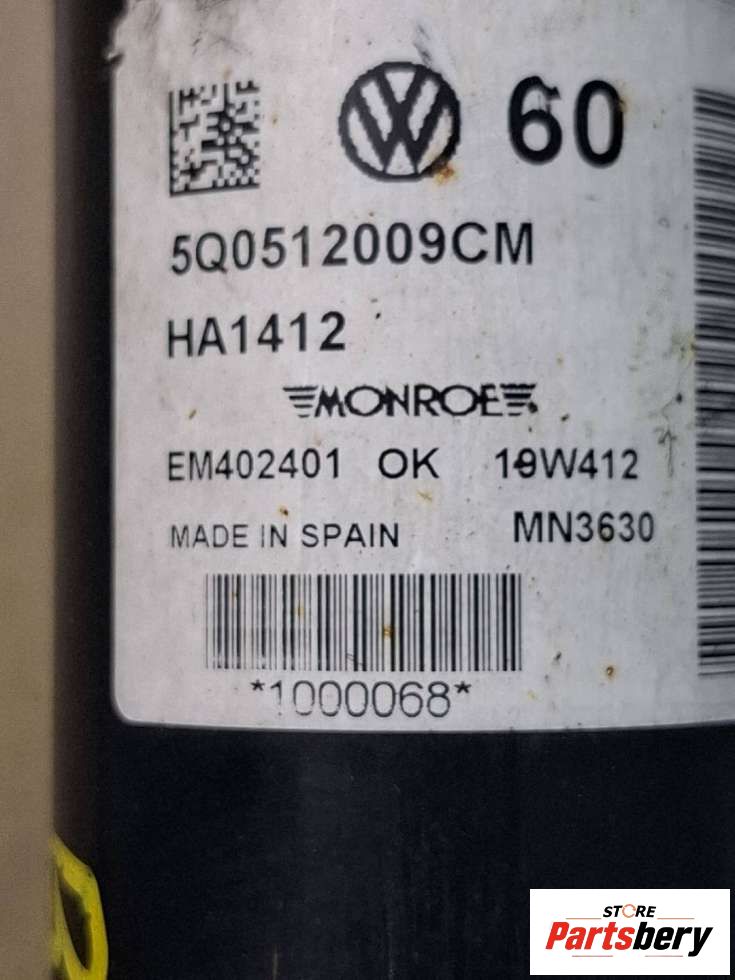 60
5Q0512009CM
HA1412
MONROE
EM402401 OK 19W412
MADE IN SPAIN MN3630
*1000068*
STORE
Partsbery